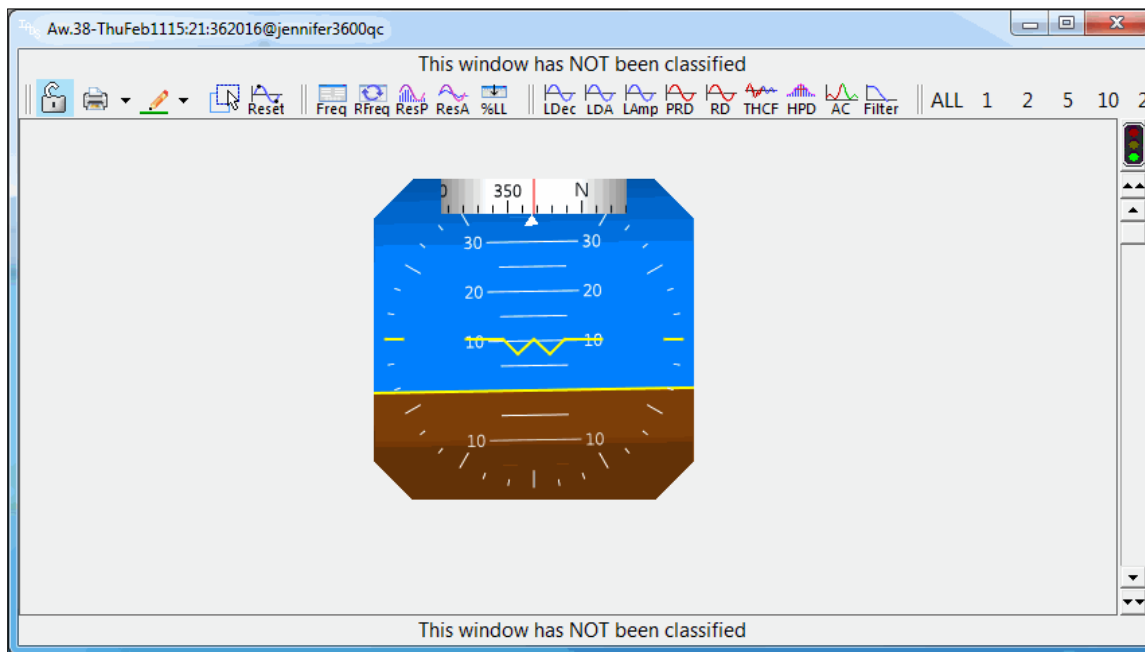 Aw.38-ThuFeb1115:21:362016@jennifer3600qc
This window has NOT been classified
Reset Freq RFreq ResP ResA %LL LDec LDA LAmp PRD RD THCF HPD AC Filter ALL 1 2 5 10 2
350 N
30 30
20 20
10 10
10 10
This window has NOT been classified